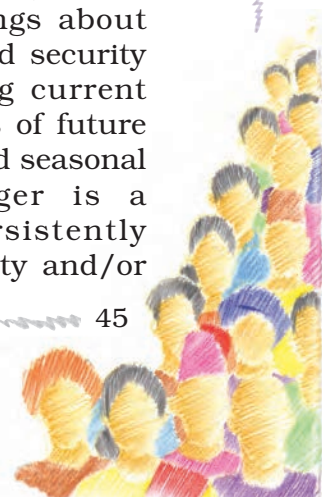 ngs about
d security
g current
of future
d seasonal
ger is a
rsistently
ty and/or
45